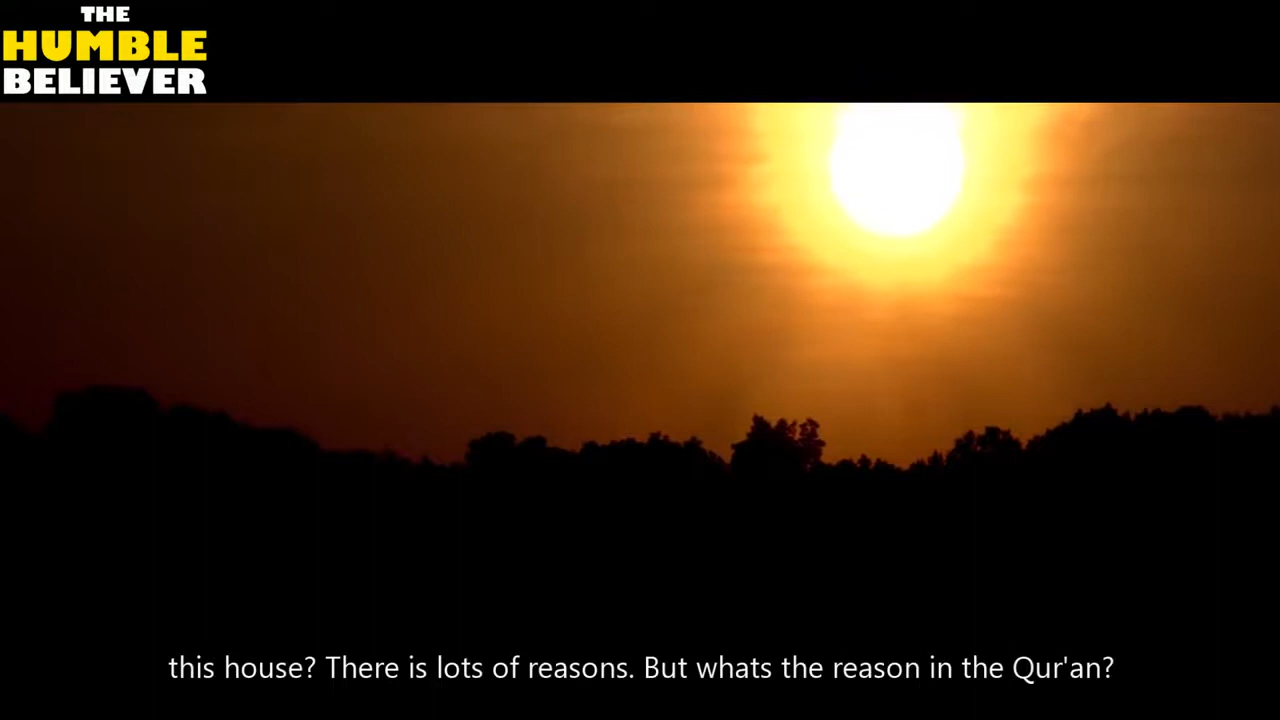 THE
HUMBLE
BELIEVER
this house? There is lots of reasons. But whats the reason in the Qur'an?